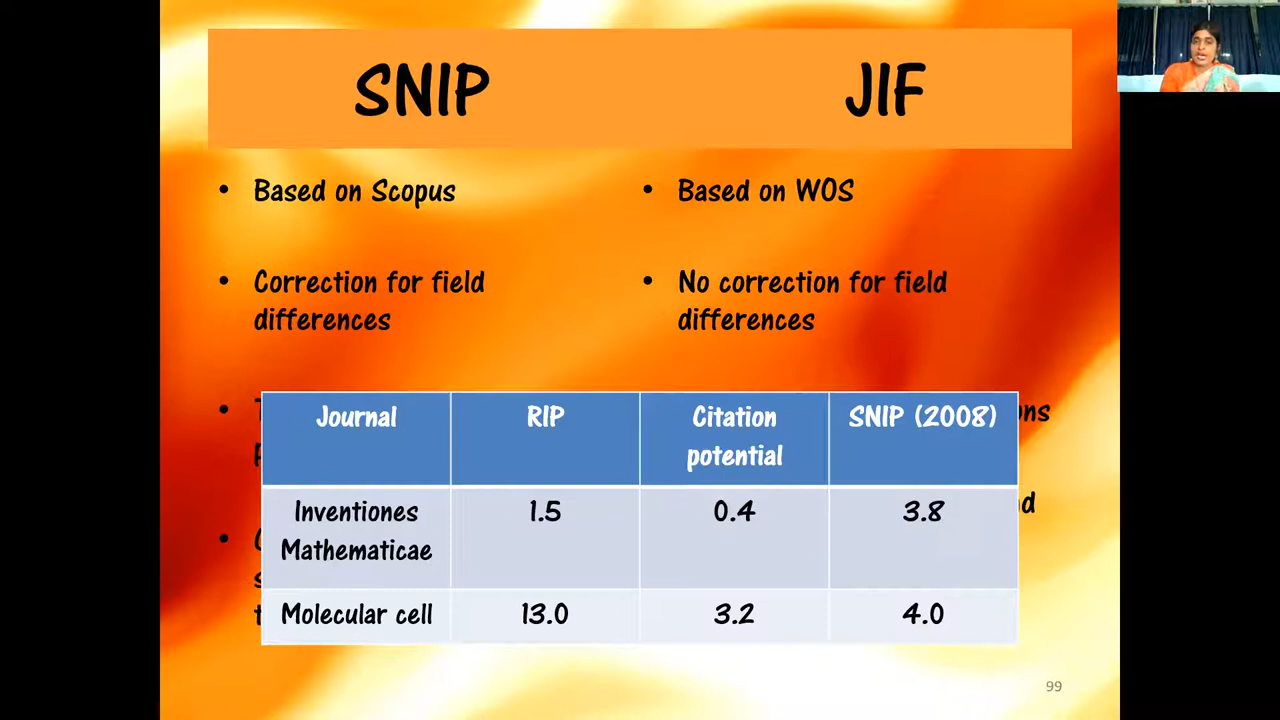 SNIP JIF
• Based on Scopus
• Correction for field
differences
• Based on WOS
• No correction for field
differences
Journal RIP Citation potential SNIP (2008)
Inventiones Mathematicae 1.5 0.4 3.8
Molecular cell 13.0 3.2 4.0
99